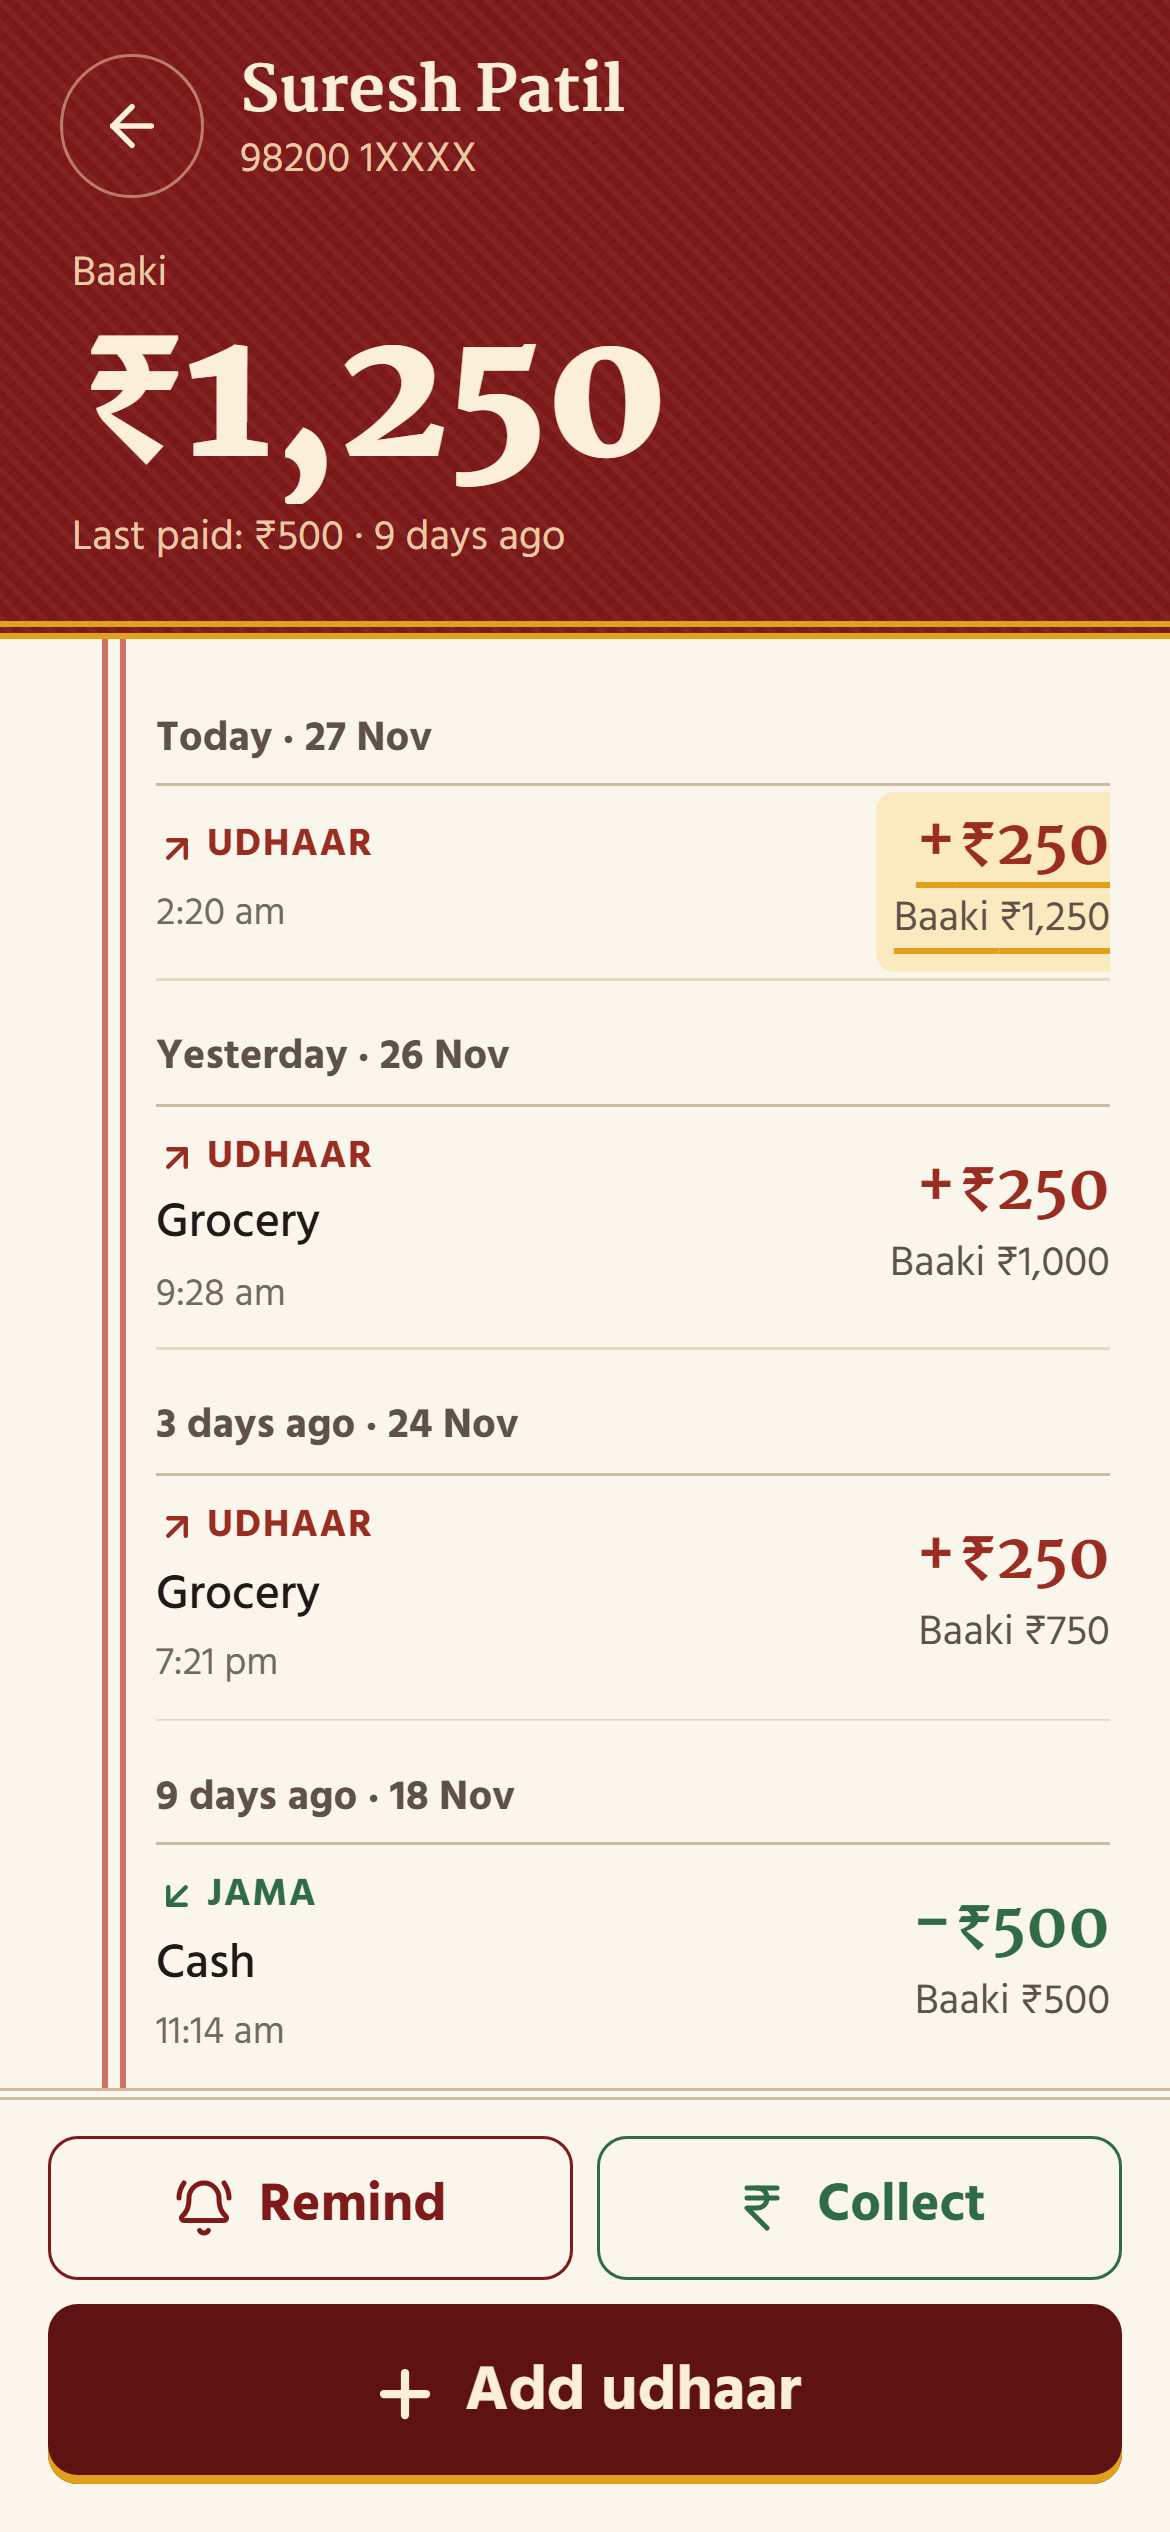 Suresh Patil
98200 1XXXX
Baaki
₹1,250
Last paid: ₹500 · 9 days ago
Today · 27 Nov
UDHAAR
+₹250
2:20 am
Baaki ₹1,250
Yesterday · 26 Nov
UDHAAR
+₹250
Grocery
Baaki ₹1,000
9:28 am
3 days ago · 24 Nov
UDHAAR
+₹250
Grocery
Baaki ₹750
7:21 pm
9 days ago · 18 Nov
JAMA
−₹500
Cash
Baaki ₹500
11:14 am
Remind
₹ Collect
+ Add udhaar